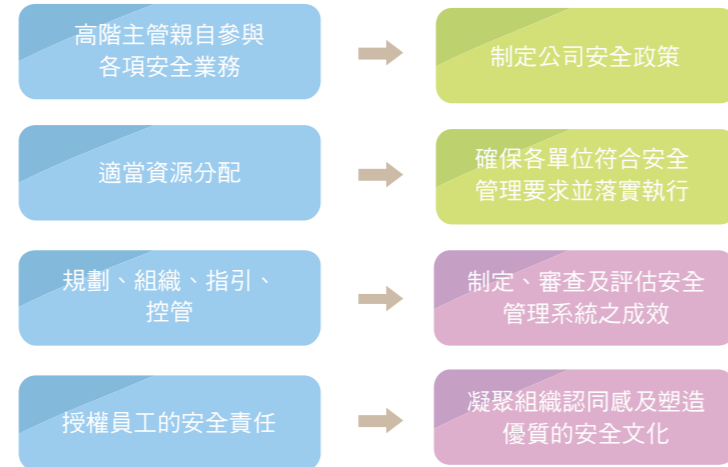 高階主管親自參與
各項安全業務
制定公司安全政策
適當資源分配
確保各單位符合安全
管理要求並落實執行
規劃、組織、指引、
控管
制定、審查及評估安全
管理系統之成效
授權員工的安全責任
凝聚組織認同感及塑造
優質的安全文化